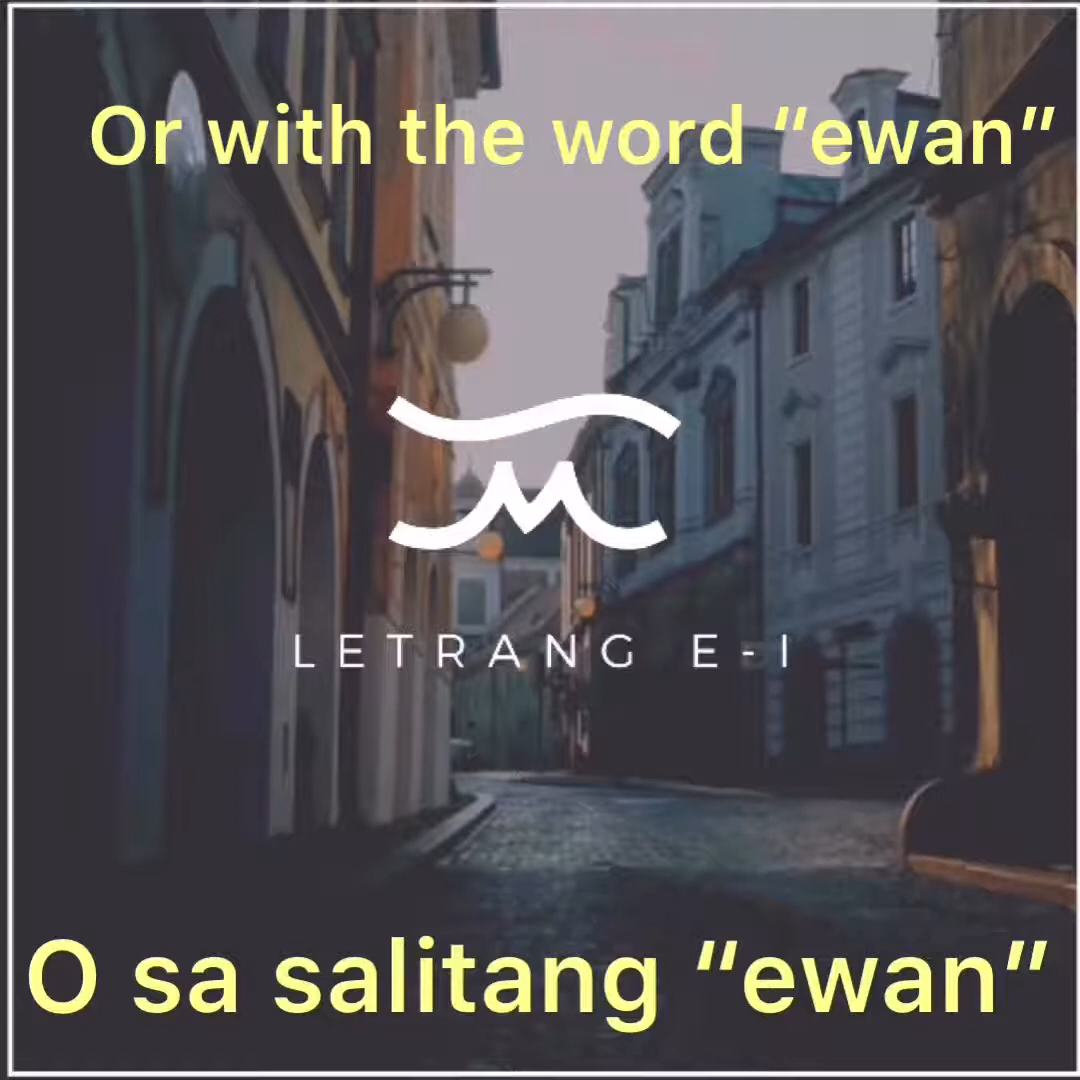 Or with the word “ewan”
ᜁ
LETRANG E-I
O sa salitang “ewan”